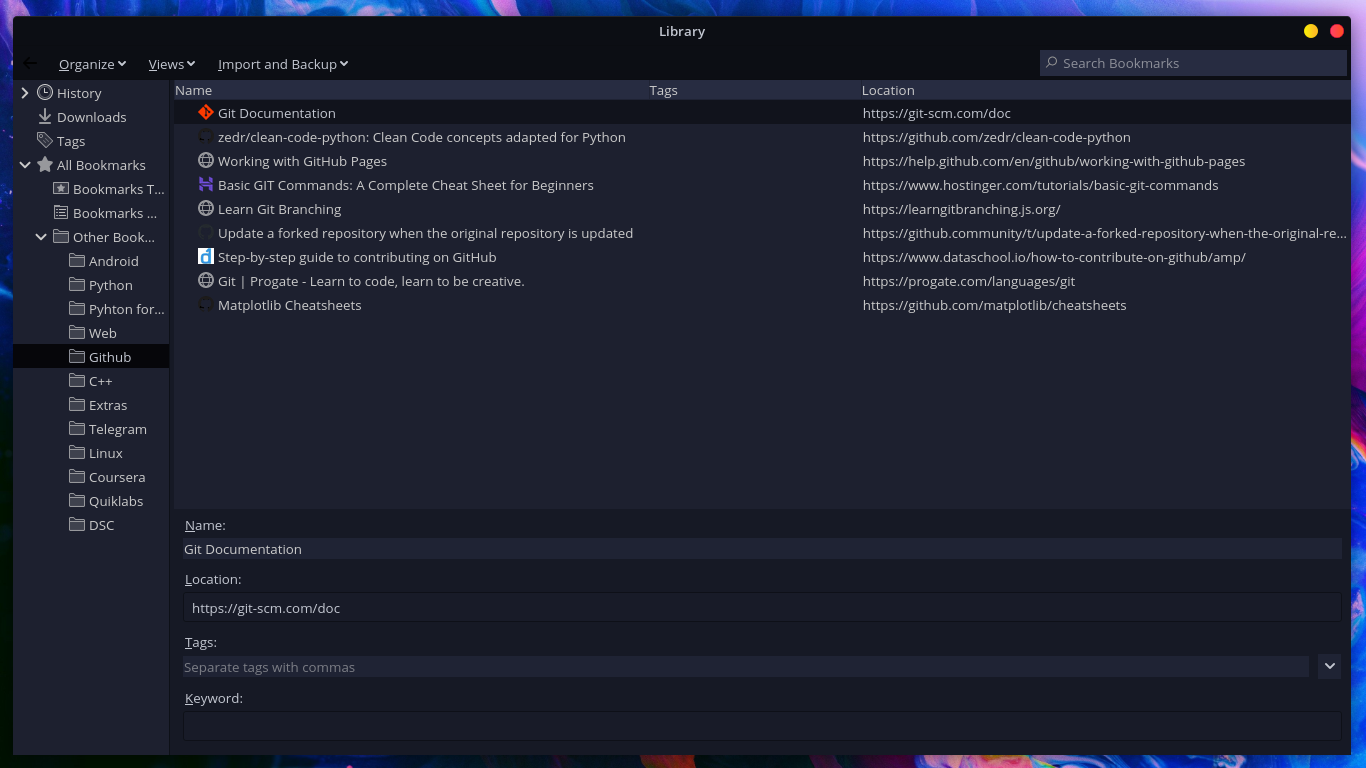 Library
Organize Views Import and Backup Search Bookmarks
History
Downloads
Tags
All Bookmarks
Bookmarks T...
Bookmarks ...
Other Book...
Android
Python
Pyhton for...
Web
Github
C++
Extras
Telegram
Linux
Coursera
Quiklabs
DSC
Name Tags Location
Git Documentation https://git-scm.com/doc
zedr/clean-code-python: Clean Code concepts adapted for Python https://github.com/zedr/clean-code-python
Working with GitHub Pages https://help.github.com/en/github/working-with-github-pages
Basic GIT Commands: A Complete Cheat Sheet for Beginners https://www.hostinger.com/tutorials/basic-git-commands
Learn Git Branching https://learngitbranching.js.org/
Update a forked repository when the original repository is updated https://github.community/t/update-a-forked-repository-when-the-original-re...
Step-by-step guide to contributing on GitHub https://www.dataschool.io/how-to-contribute-on-github/amp/
Git | Progate - Learn to code, learn to be creative. https://progate.com/languages/git
Matplotlib Cheatsheets https://github.com/matplotlib/cheatsheets
Name:
Git Documentation
Location:
https://git-scm.com/doc
Tags:
Separate tags with commas
Keyword: